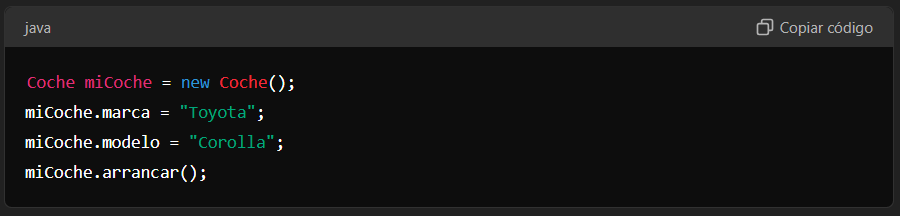 java
Copiar código
Coche miCoche = new Coche();
miCoche.marca = "Toyota";
miCoche.modelo = "Corolla";
miCoche.arrancar();